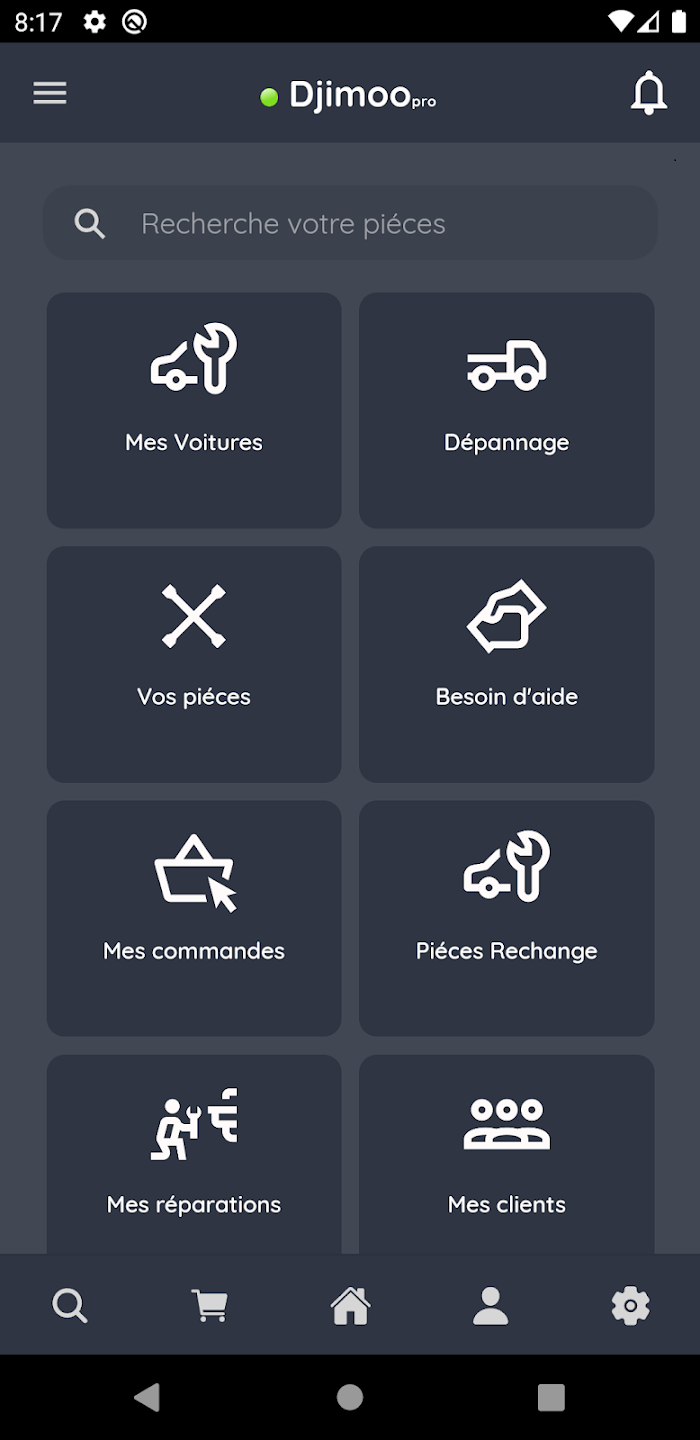 8:17
Djimoo pro
Recherche votre piéces
Mes Voitures
Dépannage
Vos piéces
Besoin d'aide
Mes commandes
Piéces Rechange
Mes réparations
Mes clients